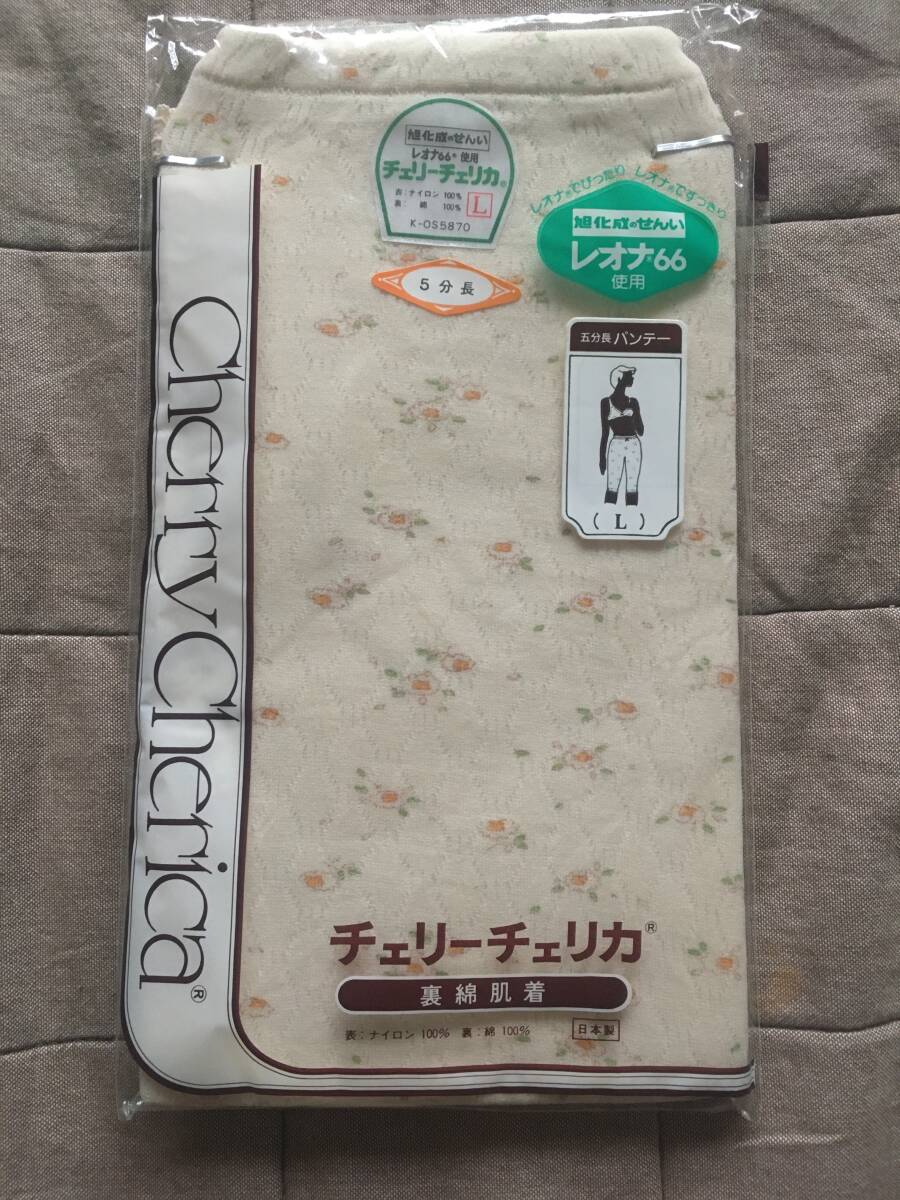 旭化成のせんい
レオナ66® 使用
チェリーチェリカ®
表:ナイロン 100%
裏: 綿 100%
L
K-OS5870
レオナ®でぴったり レオナ®ですっきり
旭化成のせんい
レオナ®66
使用
5分長
五分長 パンテー
( L )
Cherry Cherica®
チェリーチェリカ®
裏綿肌着
表:ナイロン 100% 裏:綿 100%
日本製